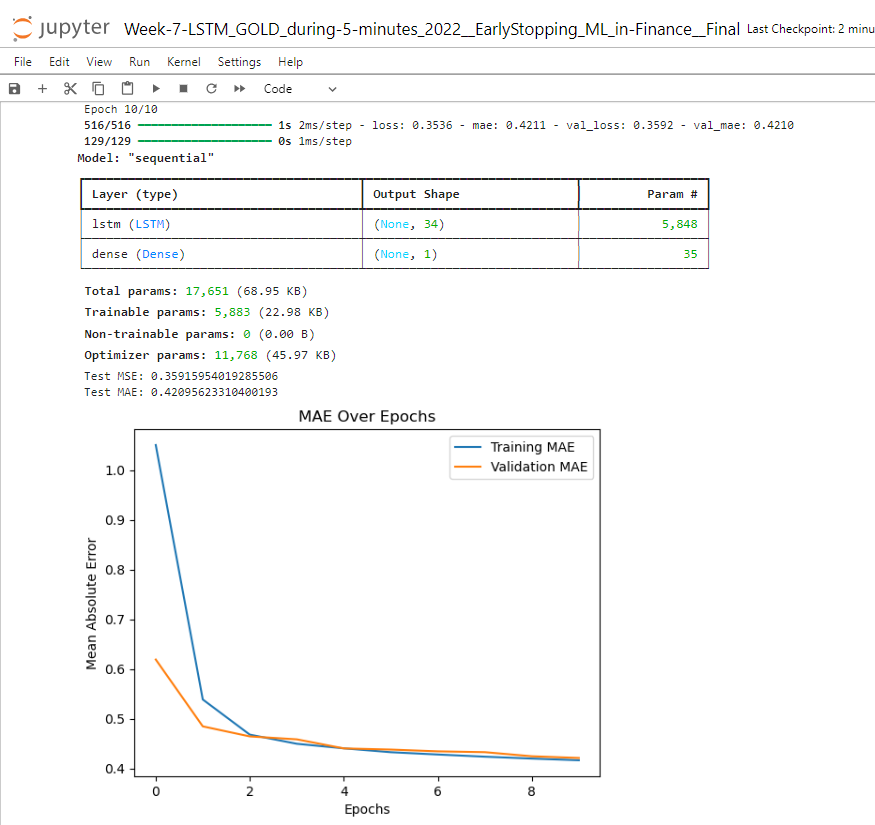 jupyter Week-7-LSTM_GOLD_during-5-minutes_2022__EarlyStopping_ML_in-Finance__Final Last Checkpoint: 2 minu
File Edit View Run Kernel Settings Help
Code
Epoch 10/10
516/516 1s 2ms/step - loss: 0.3536 - mae: 0.4211 - val_loss: 0.3592 - val_mae: 0.4210
129/129 0s 1ms/step
Model: "sequential"
Layer (type) Output Shape Param #
lstm (LSTM) (None, 34) 5,848
dense (Dense) (None, 1) 35
Total params: 17,651 (68.95 KB)
Trainable params: 5,883 (22.98 KB)
Non-trainable params: 0 (0.00 B)
Optimizer params: 11,768 (45.97 KB)
Test MSE: 0.35915954019285506
Test MAE: 0.42095623310400193
MAE Over Epochs
Training MAE
Validation MAE
1.0
0.9
0.8
0.7
0.6
0.5
0.4
Mean Absolute Error
0 2 4 6 8
Epochs